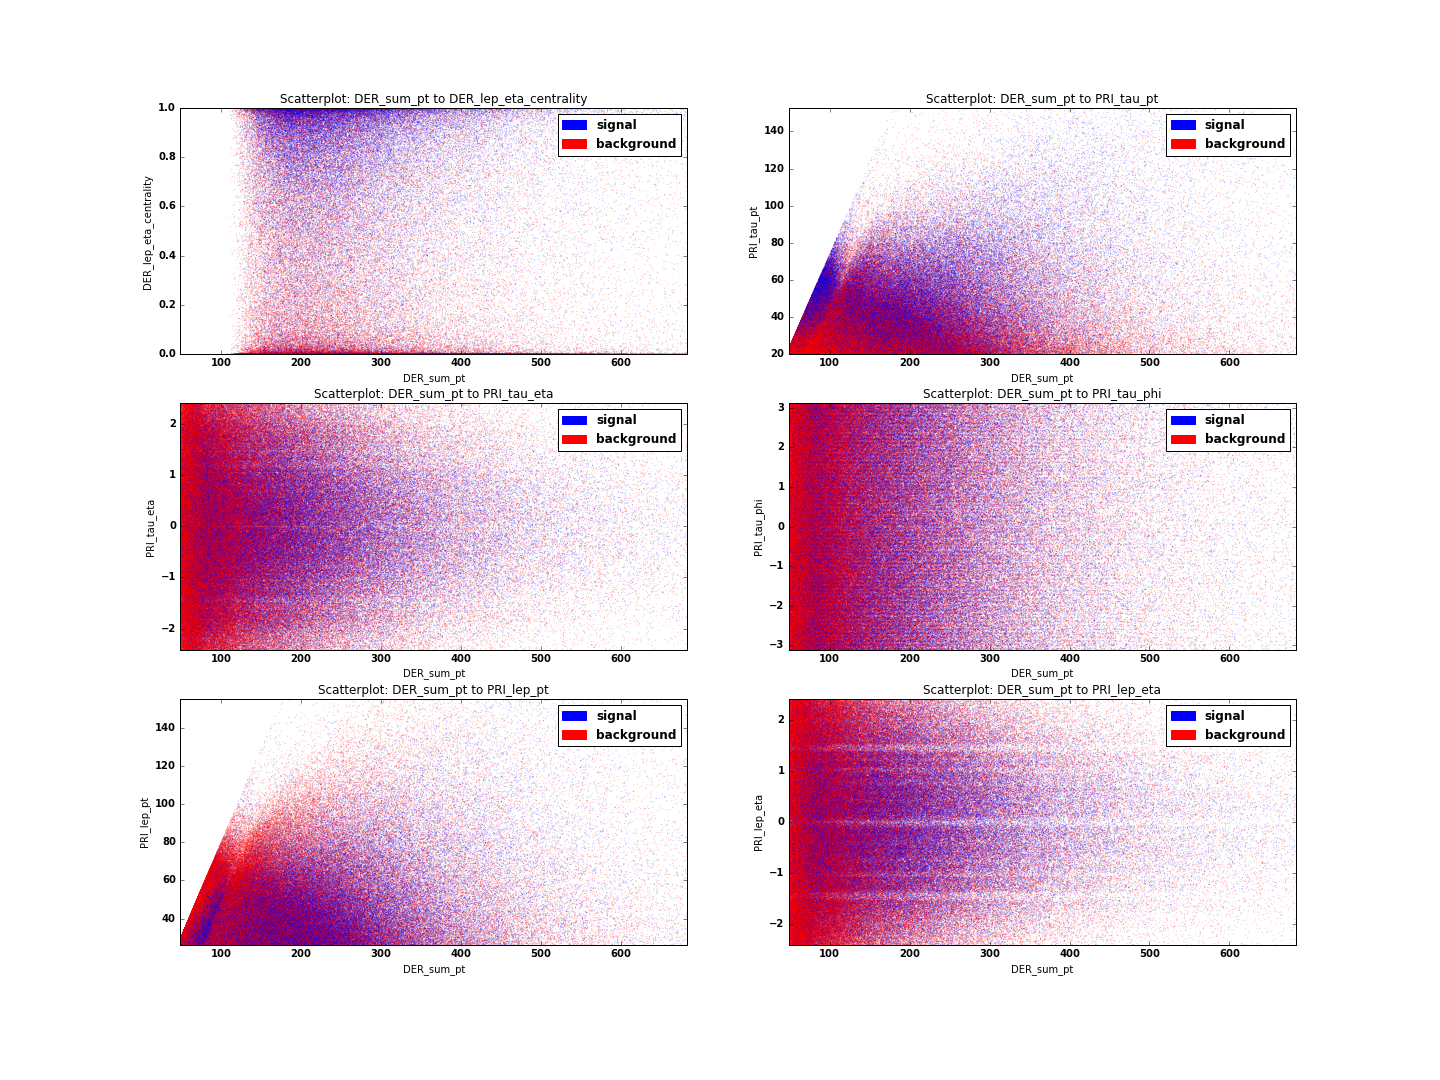 Scatterplot: DER_sum_pt to DER_lep_eta_centrality
1.0
0.8
0.6
0.4
0.2
0.0
DER_lep_eta_centrality
signal
background
100 200 300 400 500 600
DER_sum_pt
Scatterplot: DER_sum_pt to PRI_tau_pt
140
120
100
80
60
40
20
PRI_tau_pt
signal
background
100 200 300 400 500 600
DER_sum_pt
Scatterplot: DER_sum_pt to PRI_tau_eta
2
1
0
−1
−2
PRI_tau_eta
signal
background
100 200 300 400 500 600
DER_sum_pt
Scatterplot: DER_sum_pt to PRI_tau_phi
3
2
1
0
−1
−2
−3
PRI_tau_phi
signal
background
100 200 300 400 500 600
DER_sum_pt
Scatterplot: DER_sum_pt to PRI_lep_pt
140
120
100
80
60
40
PRI_lep_pt
signal
background
100 200 300 400 500 600
DER_sum_pt
Scatterplot: DER_sum_pt to PRI_lep_eta
2
1
0
−1
−2
PRI_lep_eta
signal
background
100 200 300 400 500 600
DER_sum_pt